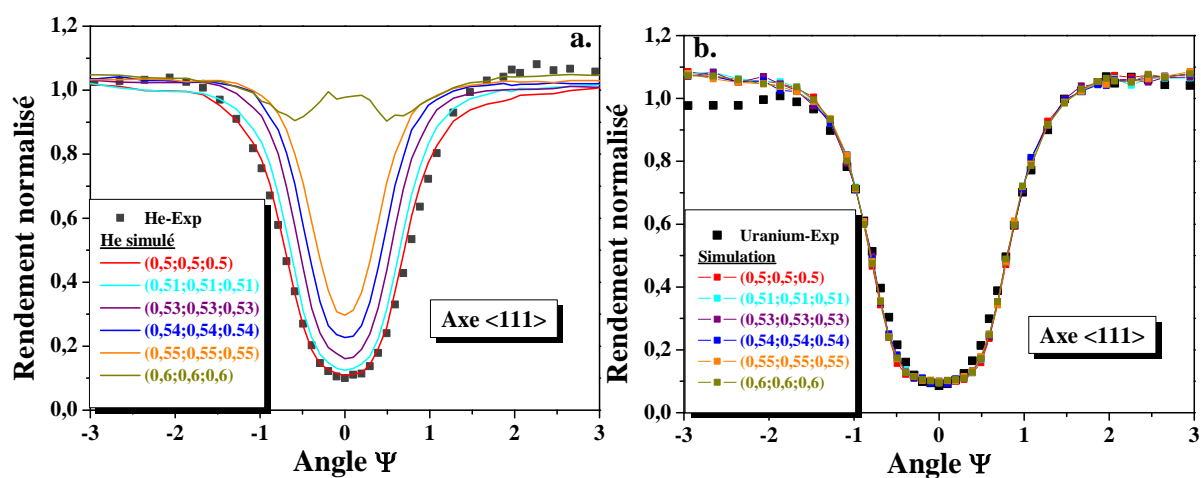 a.
Rendement normalisé
1,2
1,0
0,8
0,6
0,4
0,2
0,0
He-Exp
He simulé
(0,5;0,5;0.5)
(0,51;0,51;0,51)
(0,53;0,53;0,53)
(0,54;0,54;0.54)
(0,55;0,55;0,55)
(0,6;0,6;0,6)
Axe <111>
-3 -2 -1 0 1 2 3
Angle Ψ
b.
Rendement normalisé
1,2
1,0
0,8
0,6
0,4
0,2
0,0
Uranium-Exp
Simulation
(0,5;0,5;0.5)
(0,51;0,51;0,51)
(0,53;0,53;0,53)
(0,54;0,54;0,54)
(0,55;0,55;0,55)
(0,6;0,6;0,6)
Axe <111>
-3 -2 -1 0 1 2 3
Angle Ψ